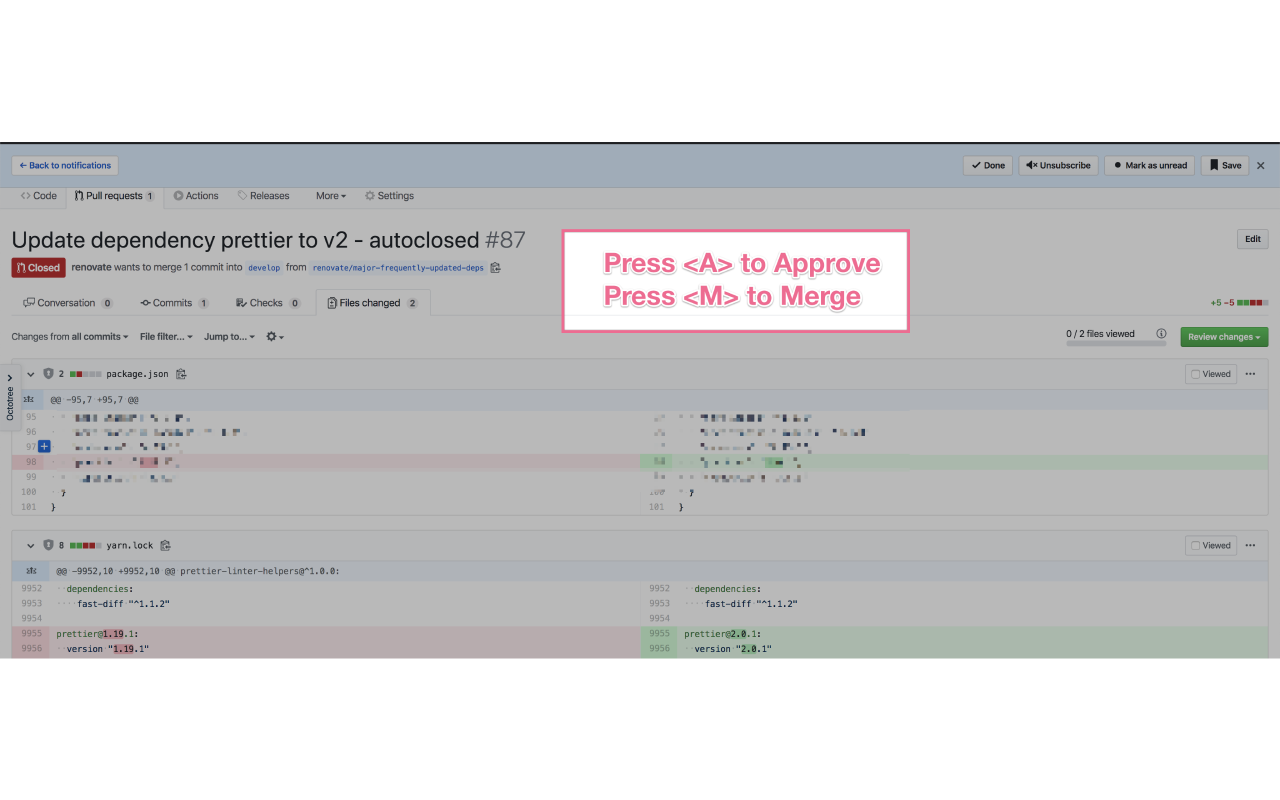 ← Back to notifications
Done
Unsubscribe
Mark as unread
Save
Code
Pull requests 1
Actions
Releases
More
Settings
Update dependency prettier to v2 - autoclosed #87
Edit
Closed
renovate wants to merge 1 commit into develop from renovate/major-frequently-updated-deps
Press <A> to Approve
Press <M> to Merge
Conversation 0
Commits 1
Checks 0
Files changed 2
+5 −5
Changes from all commits
File filter...
Jump to...
0 / 2 files viewed
Review changes
Octotree
2 package.json
Viewed
@@ -95,7 +95,7 @@
95
96
97
98
99
100 }
100 }
101 }
101 }
8 yarn.lock
Viewed
@@ -9952,10 +9952,10 @@ prettier-linter-helpers@^1.0.0:
9952 dependencies:
9952 dependencies:
9953 fast-diff "^1.1.2"
9953 fast-diff "^1.1.2"
9954
9954
9955 prettier@1.19.1:
9955 prettier@2.0.1:
9956 version "1.19.1"
9956 version "2.0.1"